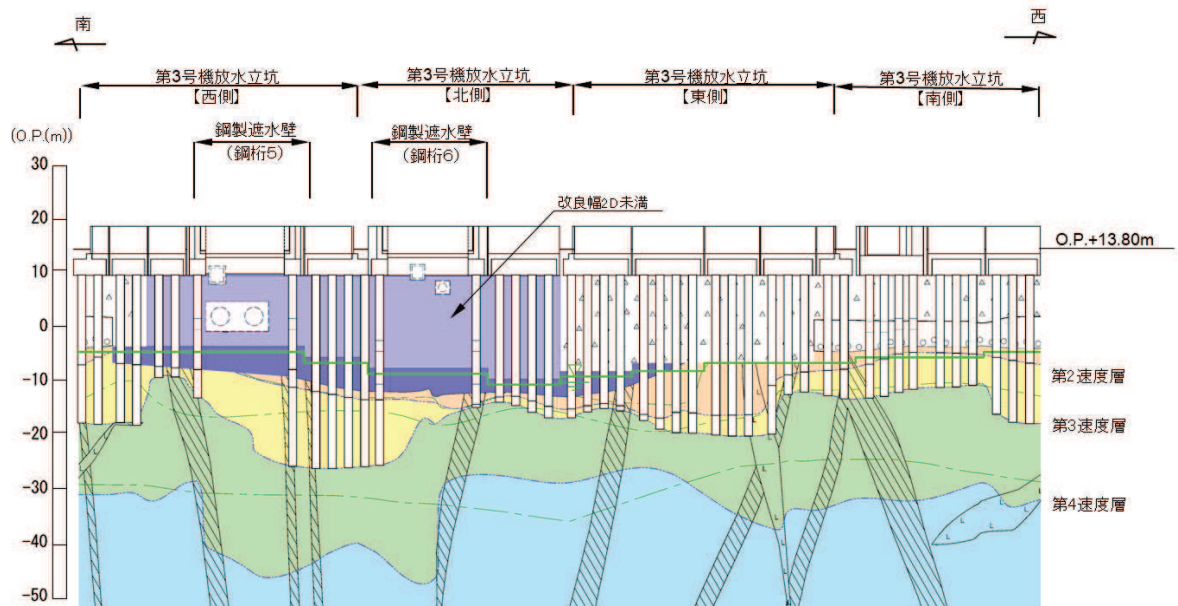 南
西
第3号機放水立坑
【西側】
第3号機放水立坑
【北側】
第3号機放水立坑
【東側】
第3号機放水立坑
【南側】
鋼製遮水壁
(鋼桁5)
鋼製遮水壁
(鋼桁6)
(O.P.(m))
30
20
10
0
-10
-20
-30
-40
-50
改良幅2D未満
O.P.+13.80m
第2速度層
第3速度層
第4速度層